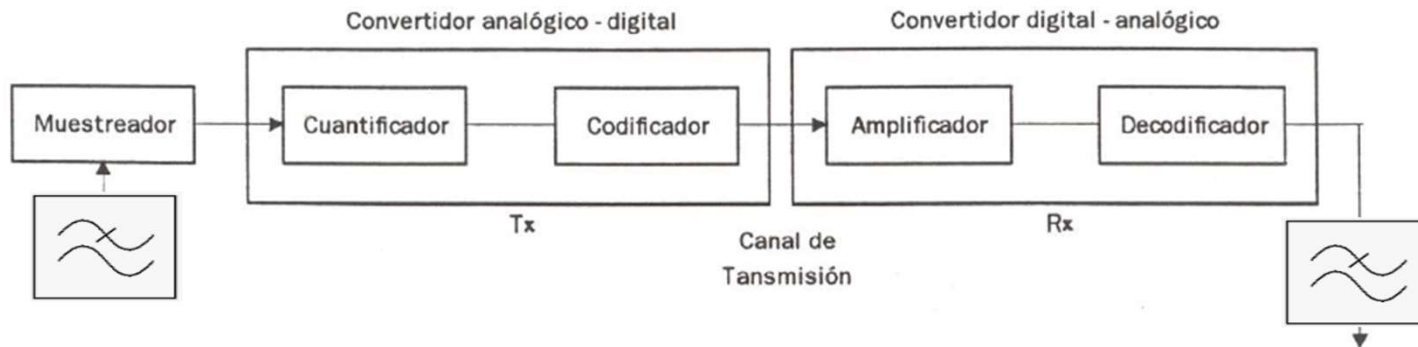 Convertidor analógico - digital
Convertidor digital - analógico
Muestreador
Cuantificador
Codificador
Amplificador
Decodificador
Tx
Rx
Canal de
Tansmisión